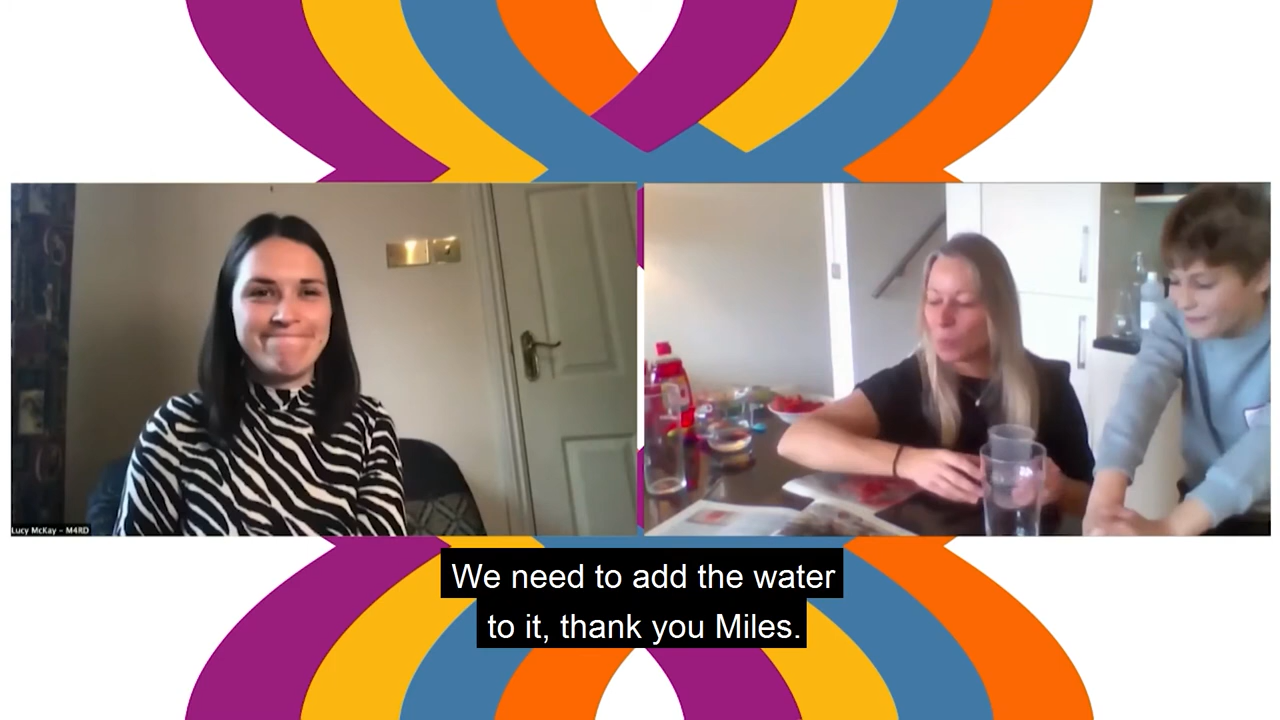 Lucy McKay - M4RD
We need to add the water
to it, thank you Miles.